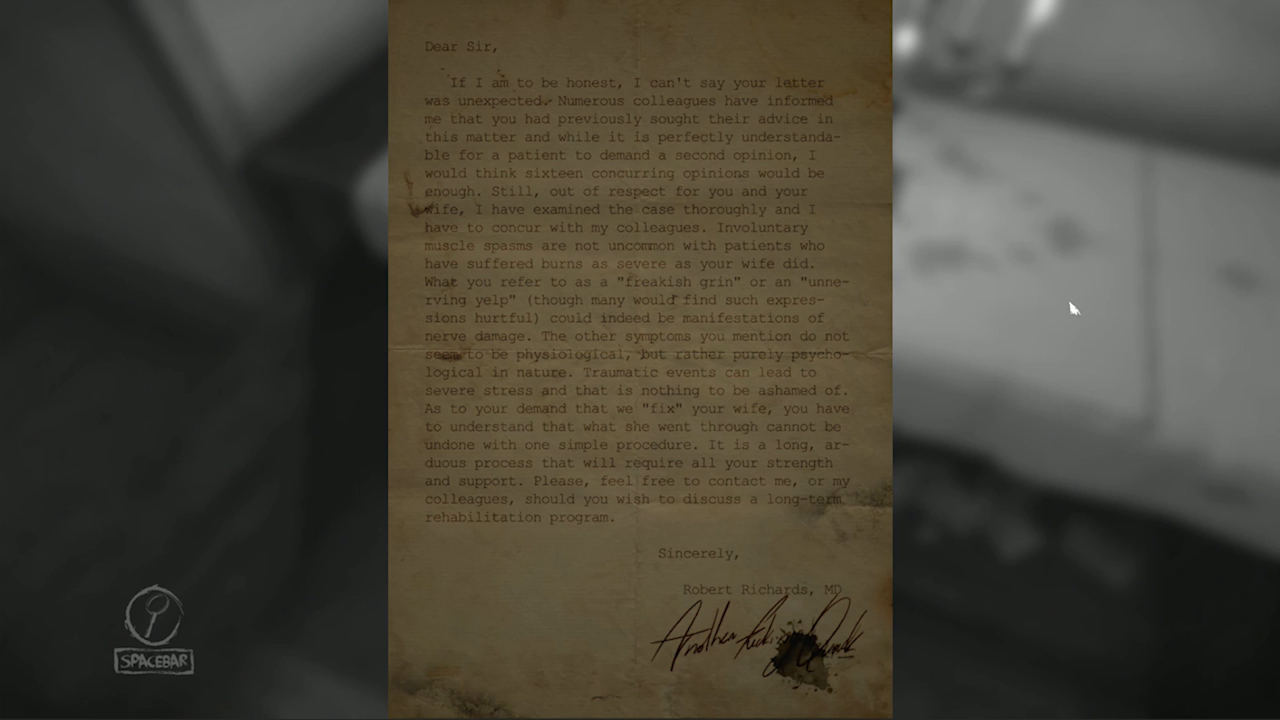 Dear Sir,
If I am to be honest, I can't say your letter
was unexpected. Numerous colleagues have informed
me that you had previously sought their advice in
this matter and while it is perfectly understanda-
ble for a patient to demand a second opinion, I
would think sixteen concurring opinions would be
enough. Still, out of respect for you and your
wife, I have examined the case thoroughly and I
have to concur with my colleagues. Involuntary
muscle spasms are not uncommon with patients who
have suffered burns as severe as your wife did.
What you refer to as a "freakish grin" or an "unne-
rving yelp" (though many would find such expres-
sions hurtful) could indeed be manifestations of
nerve damage. The other symptoms you mention do not
seem to be physiological, but rather purely psycho-
logical in nature. Traumatic events can lead to
severe stress and that is nothing to be ashamed of.
As to your demand that we "fix" your wife, you have
to understand that what she went through cannot be
undone with one simple procedure. It is a long, ar-
duous process that will require all your strength
and support. Please, feel free to contact me, or my
colleagues, should you wish to discuss a long-term
rehabilitation program.
Sincerely,
Robert Richards, MD
Another
SPACEBAR